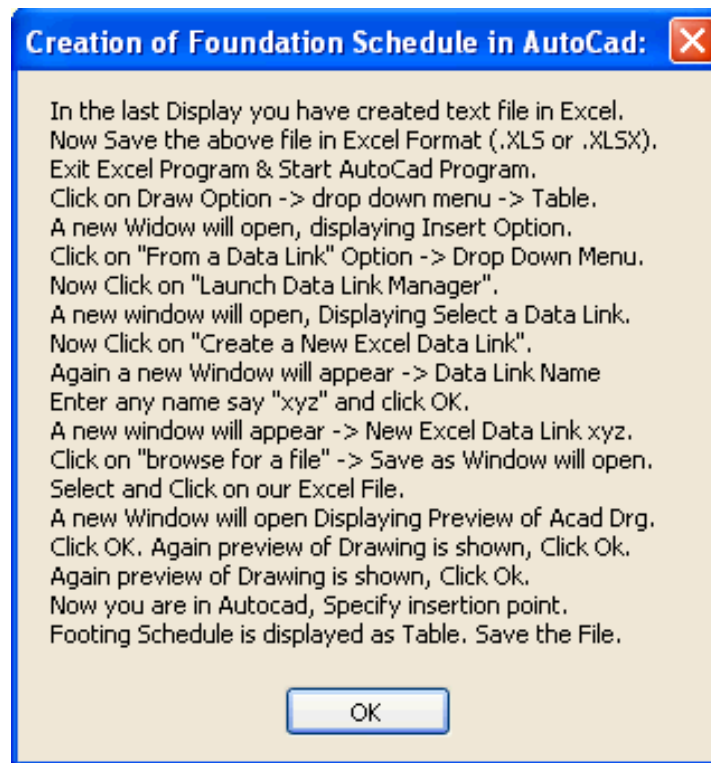 Creation of Foundation Schedule in AutoCad:
In the last Display you have created text file in Excel.
Now Save the above file in Excel Format (.XLS or .XLSX).
Exit Excel Program & Start AutoCad Program.
Click on Draw Option -> drop down menu -> Table.
A new Widow will open, displaying Insert Option.
Click on "From a Data Link" Option -> Drop Down Menu.
Now Click on "Launch Data Link Manager".
A new window will open, Displaying Select a Data Link.
Now Click on "Create a New Excel Data Link".
Again a new Window will appear -> Data Link Name
Enter any name say "xyz" and click OK.
A new window will appear -> New Excel Data Link xyz.
Click on "browse for a file" -> Save as Window will open.
Select and Click on our Excel File.
A new Window will open Displaying Preview of Acad Drg.
Click OK. Again preview of Drawing is shown, Click Ok.
Again preview of Drawing is shown, Click Ok.
Now you are in Autocad, Specify insertion point.
Footing Schedule is displayed as Table. Save the File.
OK